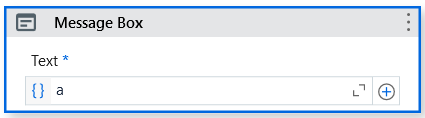 Message Box
Text *
{} a